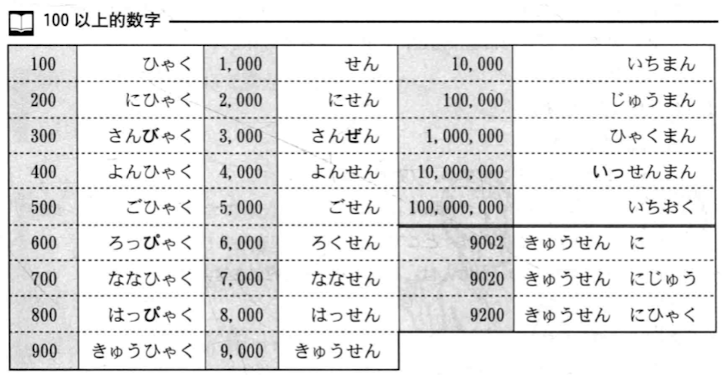 100 以上的数字
100 ひゃく 1,000 せん 10,000 いちまん
200 にひゃく 2,000 にせん 100,000 じゅうまん
300 さんびゃく 3,000 さんぜん 1,000,000 ひゃくまん
400 よんひゃく 4,000 よんせん 10,000,000 いっせんまん
500 ごひゃく 5,000 ごせん 100,000,000 いちおく
600 ろっぴゃく 6,000 ろくせん 9002 きゅうせん に
700 ななひゃく 7,000 ななせん 9020 きゅうせん にじゅう
800 はっぴゃく 8,000 はっせん 9200 きゅうせん にひゃく
900 きゅうひゃく 9,000 きゅうせん